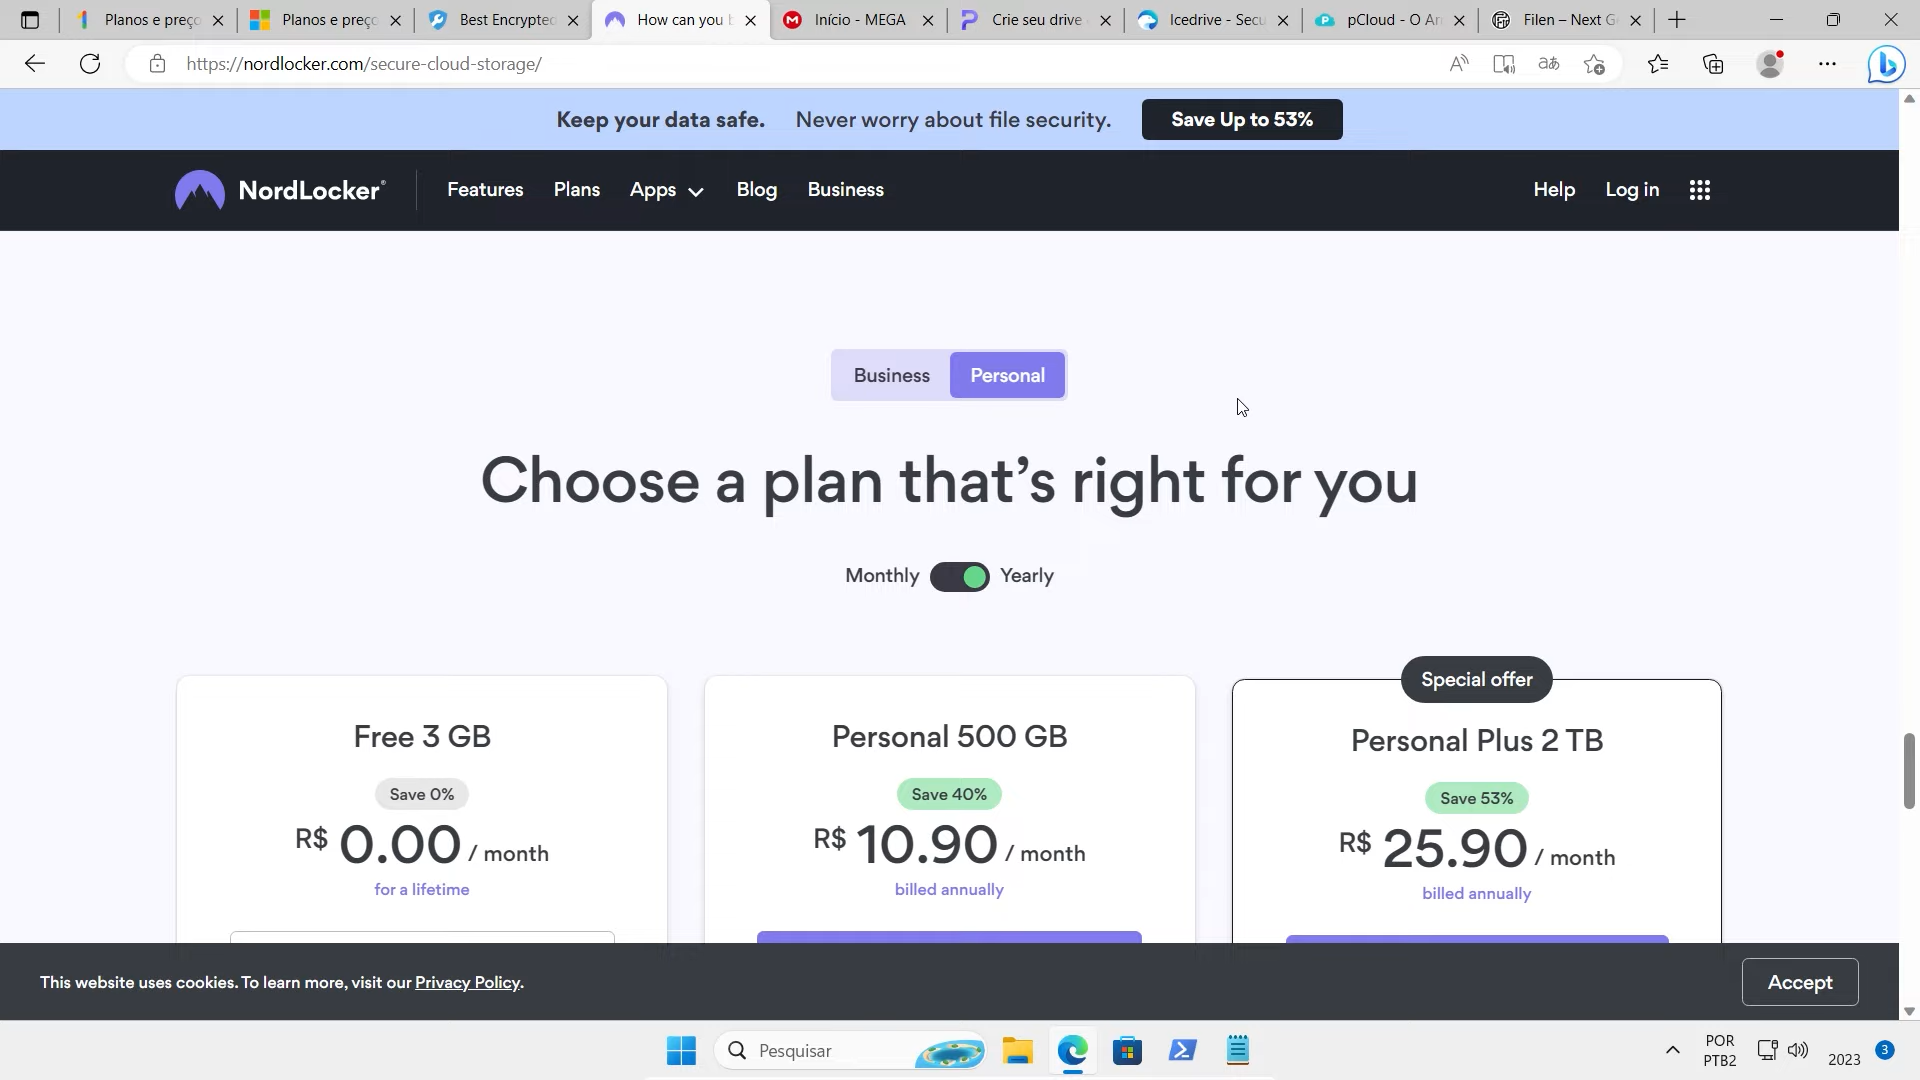 Planos e preço
Planos e preço
Best Encrypted
How can you b
Início - MEGA
Crie seu drive
Icedrive - Secu
pCloud - O Ar
Filen – Next G
https://nordlocker.com/secure-cloud-storage/
Keep your data safe. Never worry about file security. Save Up to 53%
NordLocker® Features Plans Apps Blog Business Help Log in
Business Personal
Choose a plan that's right for you
Monthly Yearly
Special offer
Free 3 GB Personal 500 GB Personal Plus 2 TB
Save 0% Save 40% Save 53%
R$ 0.00 / month R$ 10.90 / month R$ 25.90 / month
for a lifetime billed annually billed annually
This website uses cookies. To learn more, visit our Privacy Policy. Accept
Pesquisar
POR
PTB2
2023
3